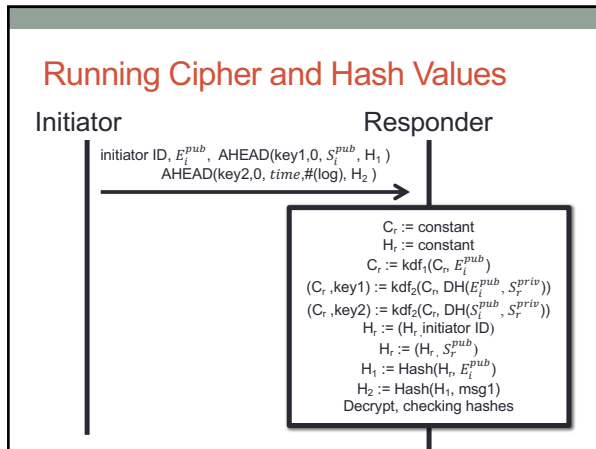 Running Cipher and Hash Values
Initiator
Responder
initiator ID, E_i^pub, AHEAD(key1,0, S_i^pub, H₁ )
AHEAD(key2,0, time,#(log), H₂ )
Cᵣ := constant
Hᵣ := constant
Cᵣ := kdf₁(Cᵣ, E_i^pub)
(Cᵣ ,key1) := kdf₂(Cᵣ, DH(E_i^pub, S_r^priv))
(Cᵣ ,key2) := kdf₂(Cᵣ, DH(S_i^pub, S_r^priv))
Hᵣ := (Hᵣ,initiator ID)
Hᵣ := (Hᵣ, S_r^pub)
H₁ := Hash(Hᵣ, E_i^pub)
H₂ := Hash(H₁, msg1)
Decrypt, checking hashes